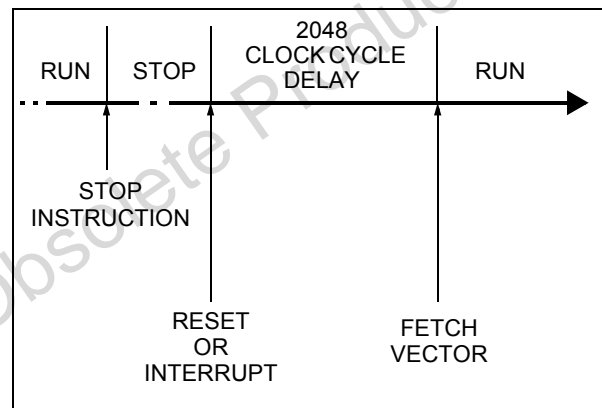 2048
CLOCK CYCLE
DELAY
RUN
STOP
RUN
STOP
INSTRUCTION
RESET
OR
INTERRUPT
FETCH
VECTOR